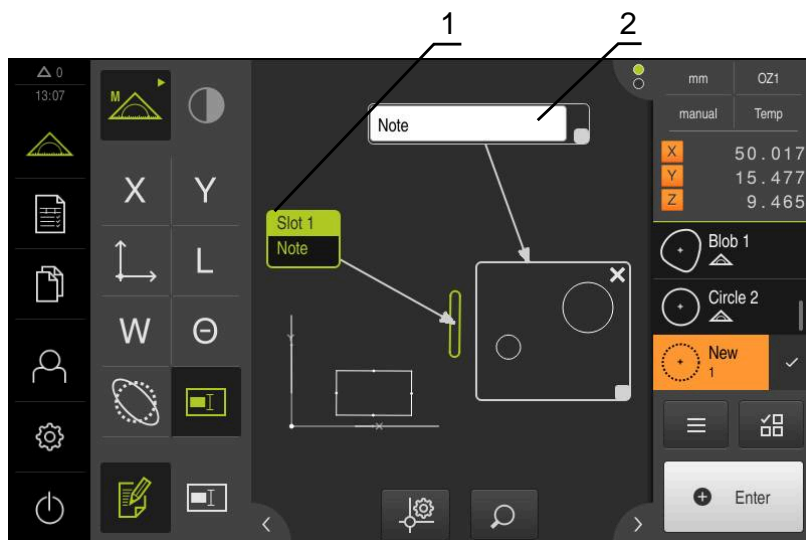 1
2
0
13:07
M
X
Y
L
W
Θ
Note
Slot 1
Note
Y
X
mm
OZ1
manual
Temp
X 50.017
Y 15.477
Z 9.465
Blob 1
Circle 2
New
1
Enter